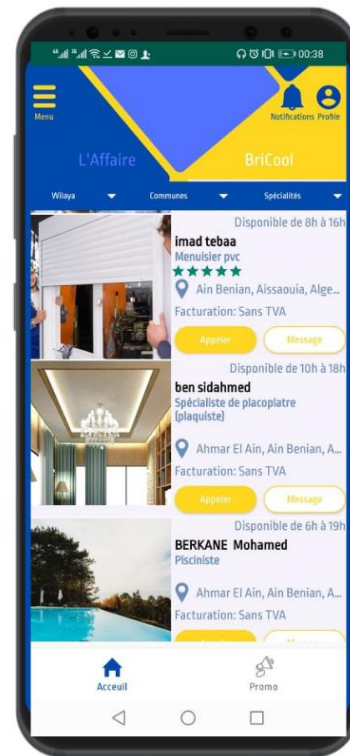 00:38
Menu
Notifications Profile
L'Affaire
BriCool
Wilaya
Communes
Spécialités
Disponible de 8h à 16h
imad tebaa
Menuisier pvc
Ain Benian, Aissaouia, Alge...
Facturation: Sans TVA
Appeler
Message
Disponible de 10h à 18h
ben sidahmed
Spécialiste de placoplatre
(plaquiste)
Ahmar El Ain, Ain Benian, A...
Facturation: Sans TVA
Appeler
Message
Disponible de 6h à 19h
BERKANE Mohamed
Pisciniste
Ahmar El Ain, Ain Benian, A...
Facturation: Sans TVA
Acceuil
Promo